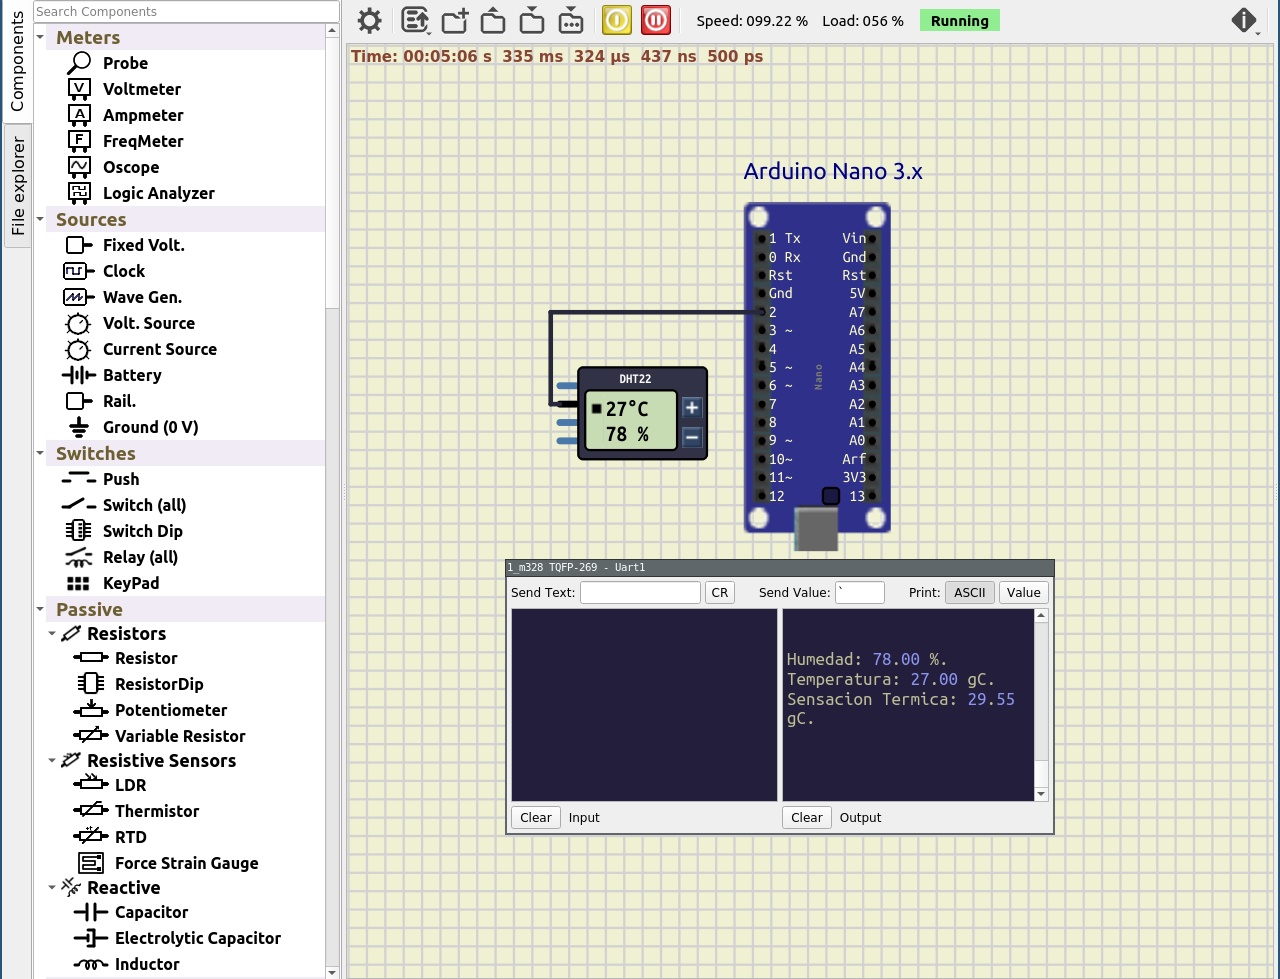 Components
File explorer
Search Components
Meters
Probe
Voltmeter
Ampmeter
FreqMeter
Oscope
Logic Analyzer
Sources
Fixed Volt.
Clock
Wave Gen.
Volt. Source
Current Source
Battery
Rail.
Ground (0 V)
Switches
Push
Switch (all)
Switch Dip
Relay (all)
KeyPad
Passive
Resistors
Resistor
ResistorDip
Potentiometer
Variable Resistor
Resistive Sensors
LDR
Thermistor
RTD
Force Strain Gauge
Reactive
Capacitor
Electrolytic Capacitor
Inductor
Speed: 099.22 % Load: 056 % Running
Time: 00:05:06 s 335 ms 324 µs 437 ns 500 ps
Arduino Nano 3.x
1 Tx Vin
0 Rx Gnd
Rst Rst
Gnd 5V
2 A7
3 ~ A6
4 A5
5 ~ A4
6 ~ A3
7 A2
8 A1
9 ~ A0
10~ Arf
11~ 3V3
12 13
Nano
DHT22
27°C
78 %
+
−
1_m328 TQFP-269 - Uart1
Send Text: CR Send Value: ` Print: ASCII Value
Humedad: 78.00 %.
Temperatura: 27.00 gC.
Sensacion Termica: 29.55
gC.
Clear Input Clear Output